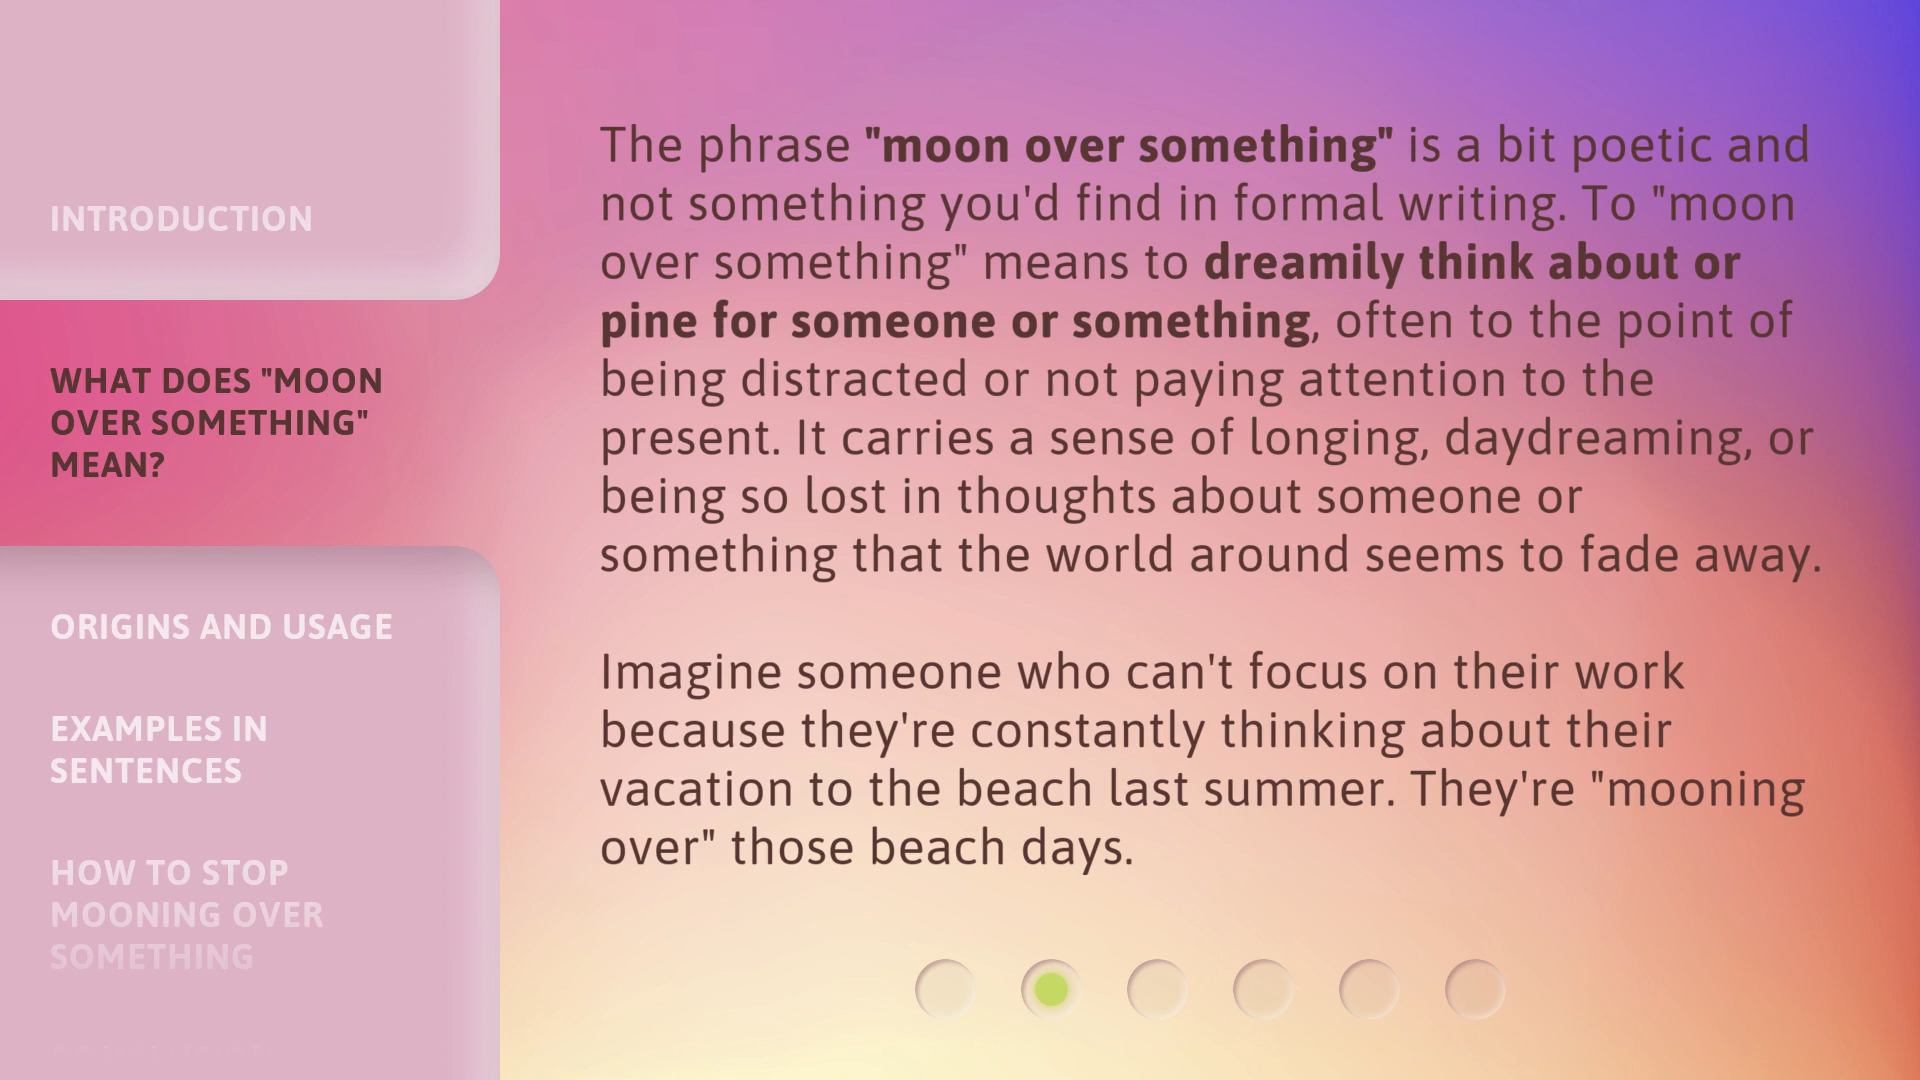 INTRODUCTION
WHAT DOES "MOON
OVER SOMETHING"
MEAN?
ORIGINS AND USAGE
EXAMPLES IN
SENTENCES
HOW TO STOP
MOONING OVER
SOMETHING
The phrase "moon over something" is a bit poetic and
not something you'd find in formal writing. To "moon
over something" means to dreamily think about or
pine for someone or something, often to the point of
being distracted or not paying attention to the
present. It carries a sense of longing, daydreaming, or
being so lost in thoughts about someone or
something that the world around seems to fade away.
Imagine someone who can't focus on their work
because they're constantly thinking about their
vacation to the beach last summer. They're "mooning
over" those beach days.